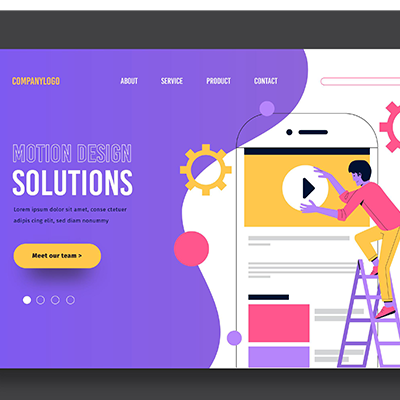 COMPANYLOGO
ABOUT SERVICE PRODUCT CONTACT
MOTION DESIGN
SOLUTIONS
Lorem ipsum dolor sit amet, conse ctetuer
adipis cing elit, sed diam nonummy
Meet our team >